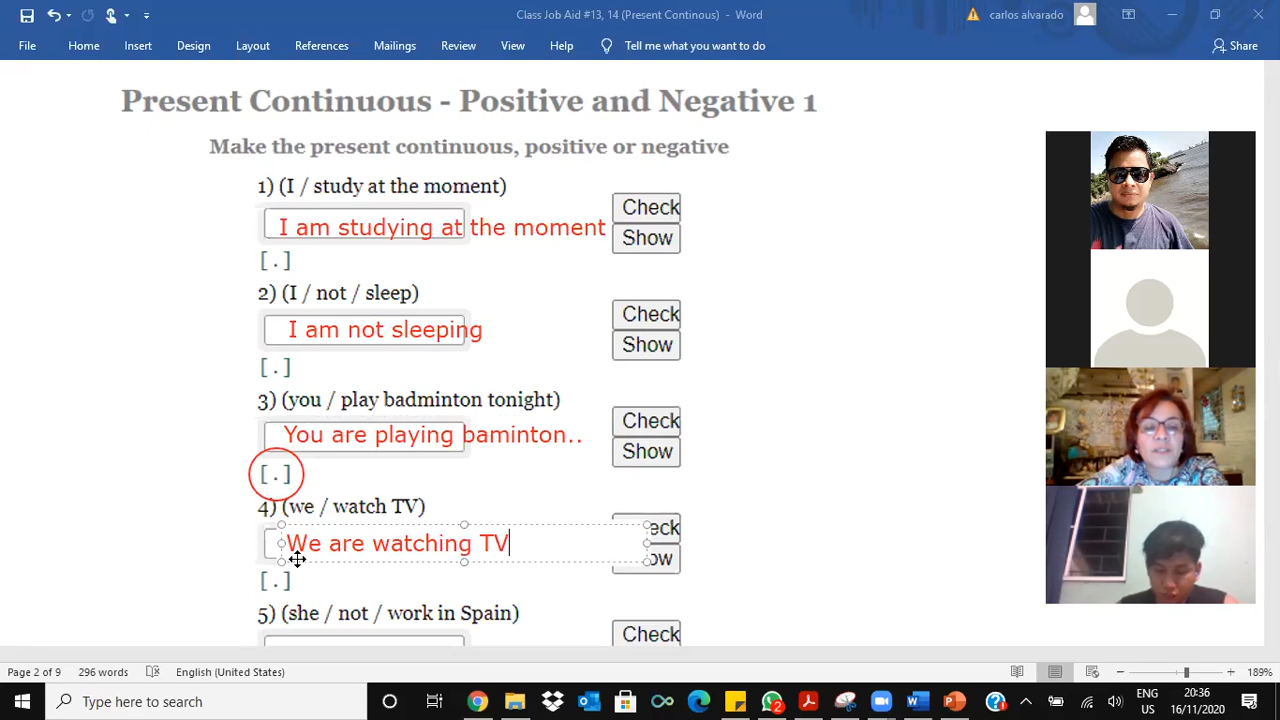 Class Job Aid #13, 14 (Present Continous) - Word
carlos alvarado
File Home Insert Design Layout References Mailings Review View Help Tell me what you want to do Share
Present Continuous - Positive and Negative 1
Make the present continuous, positive or negative
1) (I / study at the moment)
Check
I am studying at the moment
Show
[ . ]
2) (I / not / sleep)
Check
I am not sleeping
Show
[ . ]
3) (you / play badminton tonight)
Check
You are playing baminton..
Show
[ . ]
4) (we / watch TV)
eck
We are watching TV
ow
[ . ]
5) (she / not / work in Spain)
Check
Page 2 of 9 296 words English (United States) 189%
Type here to search
2
ENG
US
20:36
16/11/2020